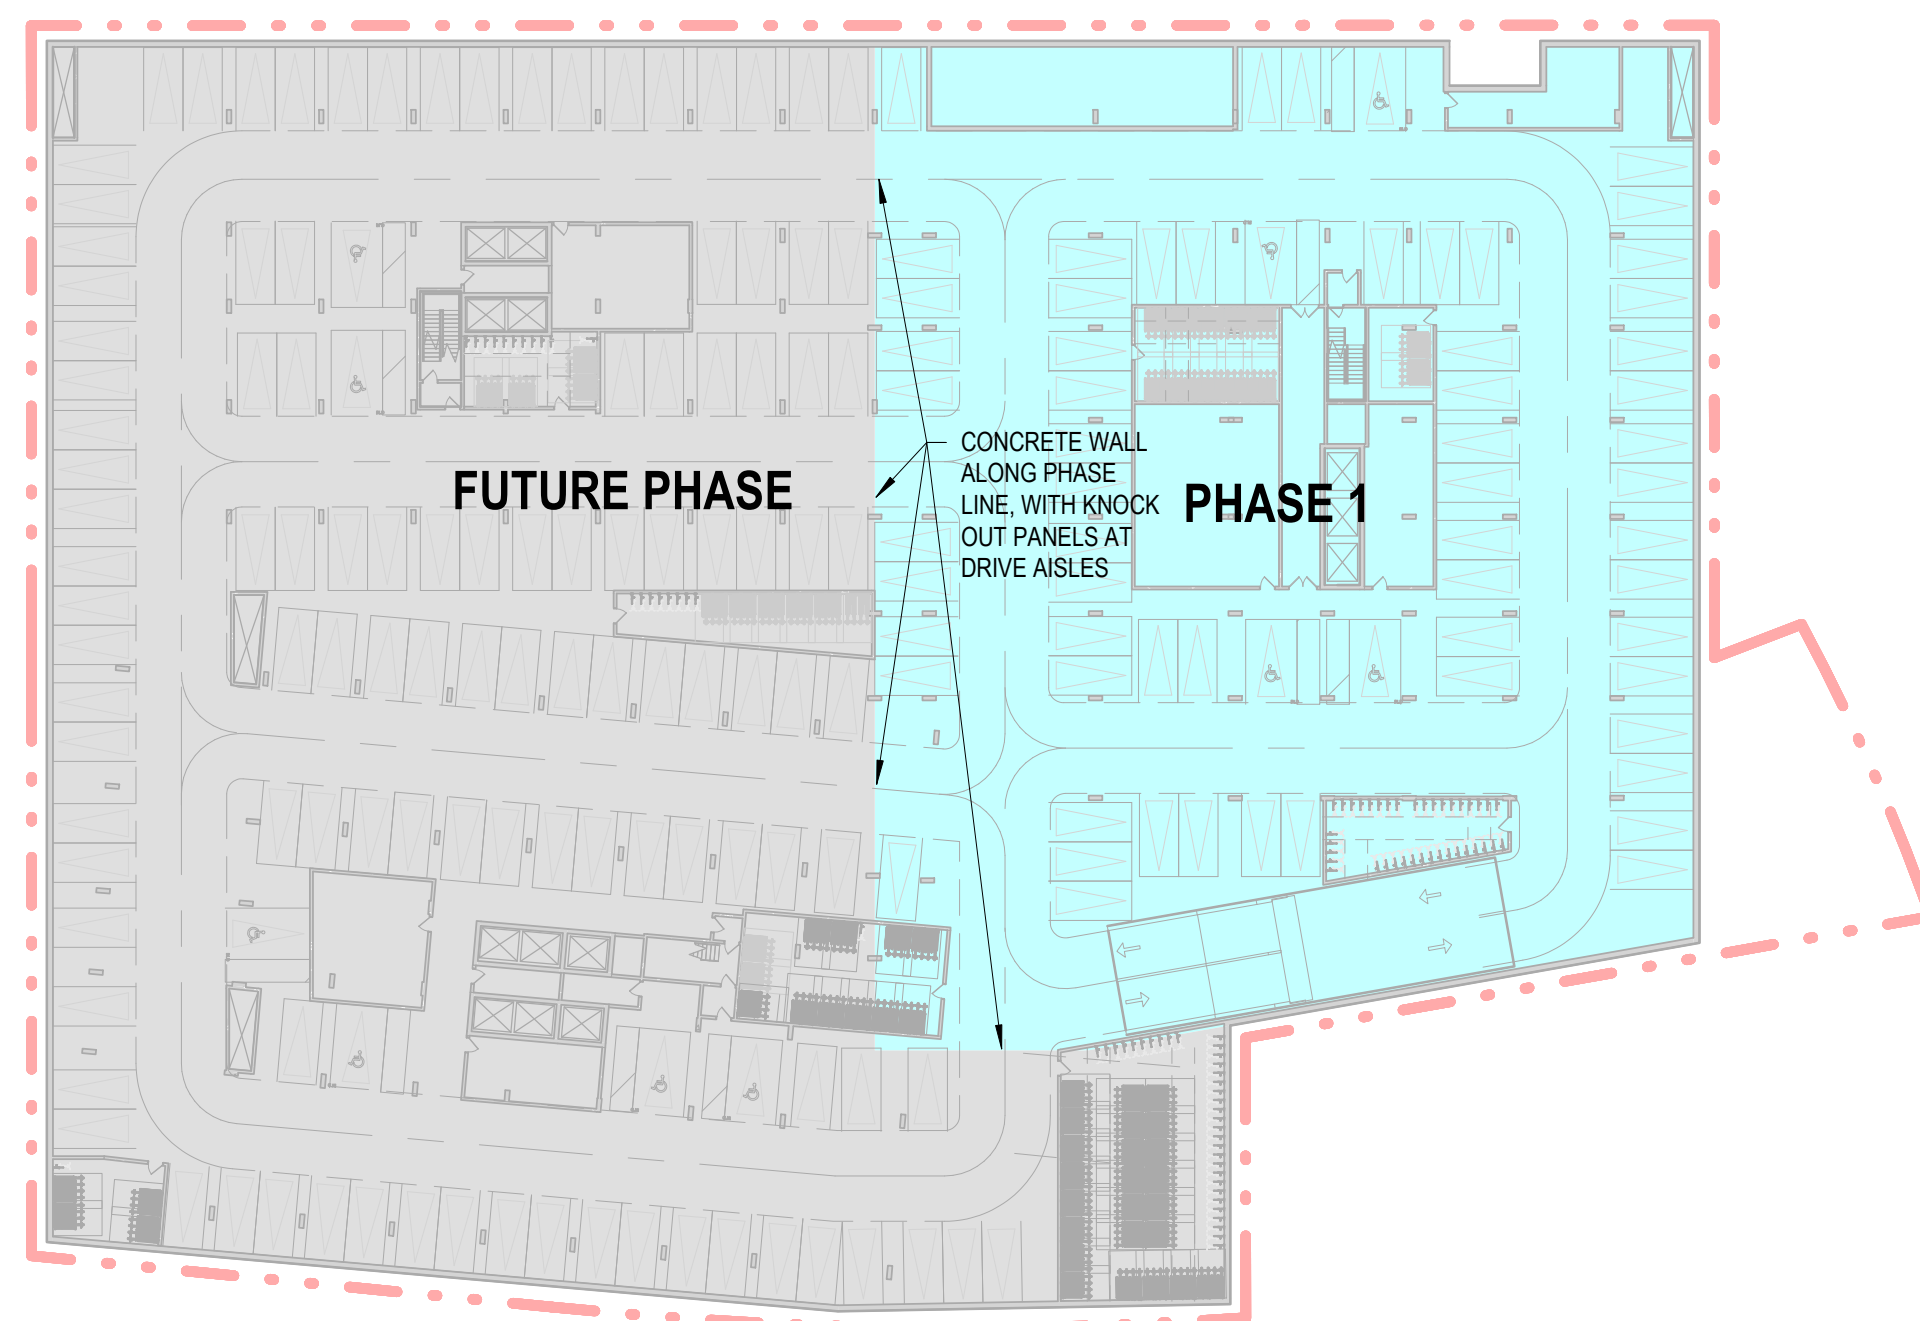 FUTURE PHASE
CONCRETE WALL
ALONG PHASE
LINE, WITH KNOCK
OUT PANELS AT
DRIVE AISLES
PHASE 1